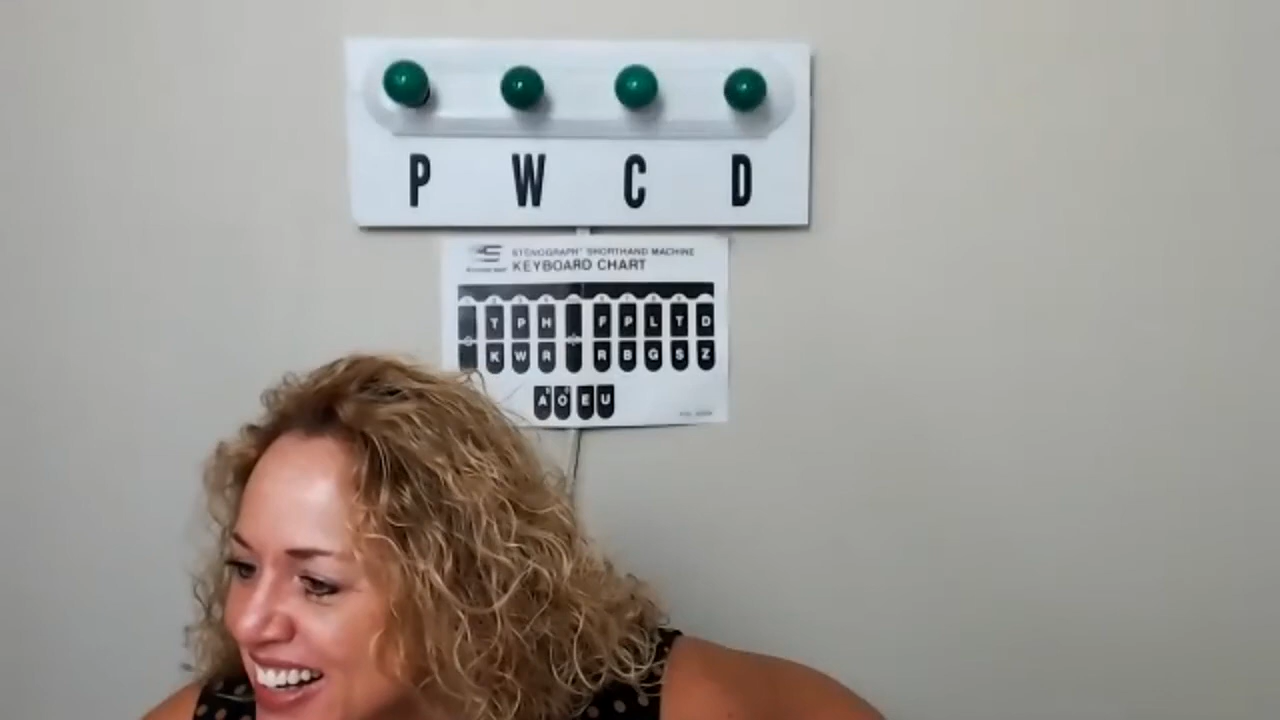 P W C D
STENOGRAPH® SHORTHAND MACHINE
KEYBOARD CHART
T P H F P L T D
K W R R B G S Z
A O E U